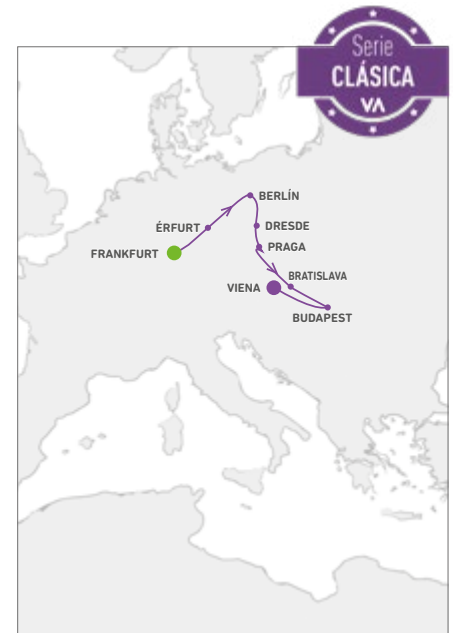 Serie
CLÁSICA
VA
BERLÍN
ÉRFURT
DRESDE
FRANKFURT
PRAGA
BRATISLAVA
VIENA
BUDAPEST